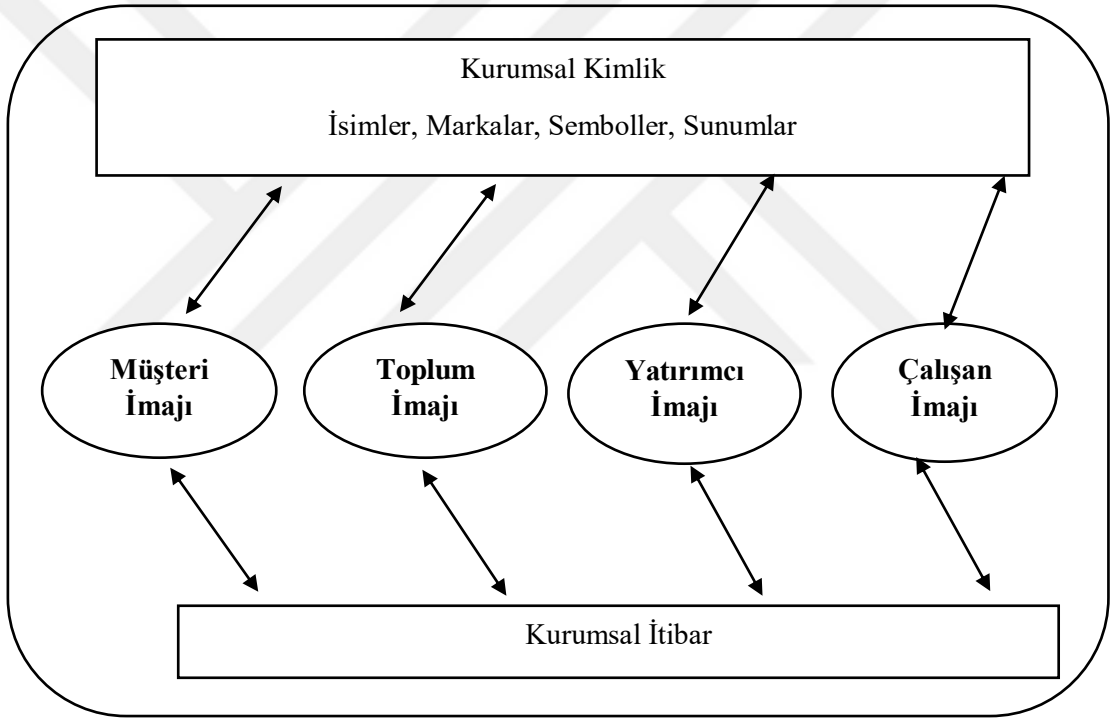 Kurumsal Kimlik
İsimler, Markalar, Semboller, Sunumlar
Müşteri
İmajı
Toplum
İmajı
Yatırımcı
İmajı
Çalışan
İmajı
Kurumsal İtibar